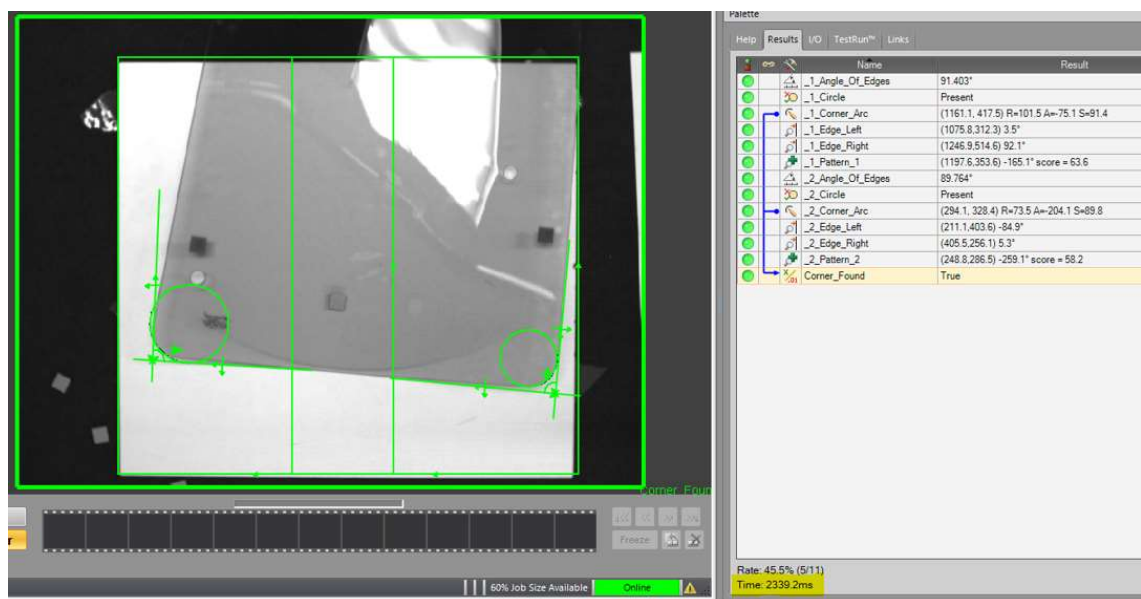 Palette
Help Results I/O TestRun™ Links
Name Result
_1_Angle_Of_Edges 91.403°
_1_Circle Present
_1_Corner_Arc (1161.1, 417.5) R=101.5 A=-75.1 S=91.4
_1_Edge_Left (1075.8,312.3) 3.5°
_1_Edge_Right (1246.9,514.6) 92.1°
_1_Pattern_1 (1197.6,353.6) -165.1° score = 63.6
_2_Angle_Of_Edges 89.764°
_2_Circle Present
_2_Corner_Arc (294.1, 328.4) R=73.5 A=-204.1 S=89.8
_2_Edge_Left (211.1,403.6) -84.9°
_2_Edge_Right (405.5,256.1) 5.3°
_2_Pattern_2 (248.8,286.5) -259.1° score = 58.2
Corner_Found True
Corner_Foun
r
Freeze
Rate: 45.5% (5/11)
Time: 2339.2ms
60% Job Size Available Online